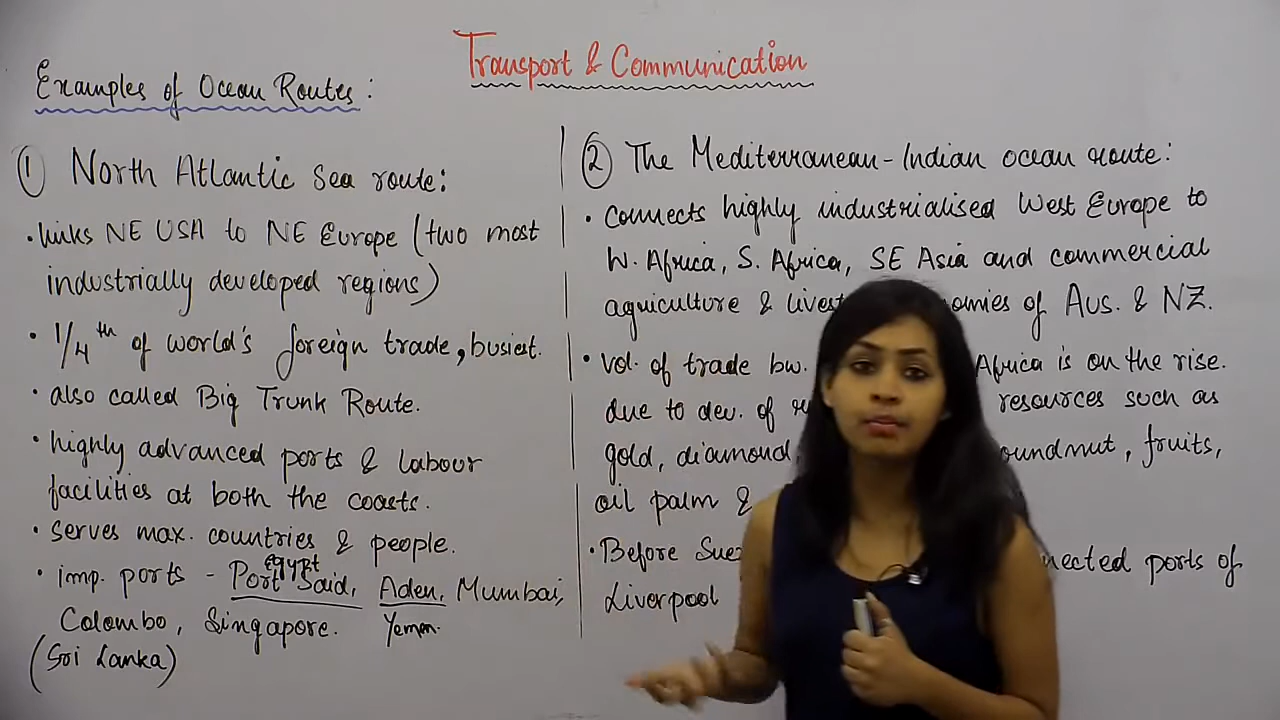 Transport & Communication
Examples of Ocean Routes:
① North Atlantic Sea route:
• links NE USA to NE Europe (two most
industrially developed regions)
• 1/4th of world's foreign trade, busiest.
• also called Big Trunk Route.
• highly advanced ports & labour
facilities at both the coasts.
• serves max. countries & people.
Egypt
• imp. ports - Port Said, Aden, Mumbai,
Colombo, Singapore. Yemen.
(Sri Lanka)
② The Mediterranean-Indian ocean route:
• connects highly industrialised West Europe to
W. Africa, S. Africa, SE Asia and commercial
agriculture & of Aus. & NZ.
• vol. of trade bw. Africa is on the rise.
due to dev. of resources such as
gold, diamond, fruits,
oil palm &
• Before ports of
Liverpool